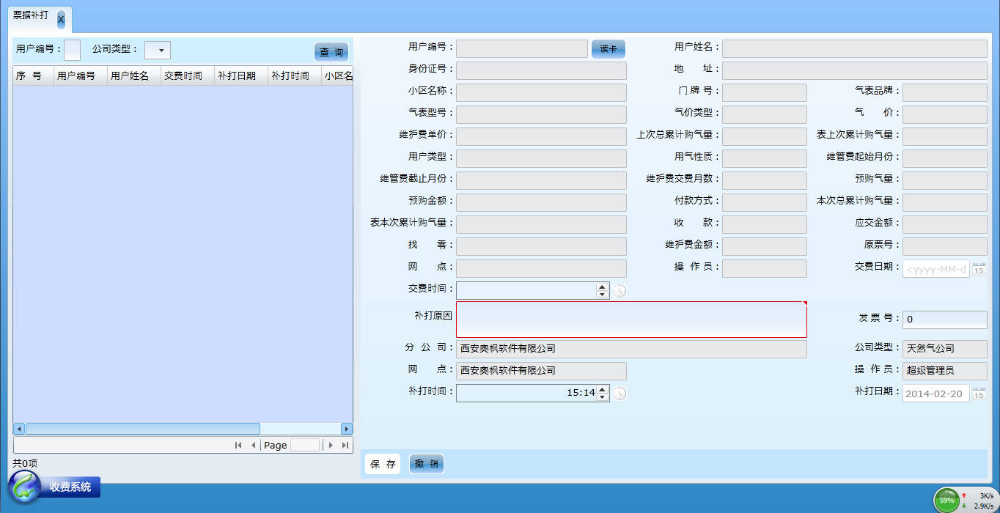 票据补打 X
用户编号： 公司类型： 查 询
序 号 用户编号 用户姓名 交费时间 补打日期 补打时间 小区名
Page
共0项
收费系统
用户编号： 读卡 用户姓名：
身份证号： 地 址：
小区名称： 门 牌 号： 气表品牌：
气表型号： 气价类型： 气 价：
维护费单价： 上次总累计购气量： 表上次累计购气量：
用户类型： 用气性质： 维管费起始月份：
维管费截止月份： 维护费交费月数： 预购气量：
预购金额： 付款方式： 本次总累计购气量：
表本次累计购气量： 收 款： 应交金额：
找 零： 维护费金额： 原票号：
网 点： 操 作 员： 交费日期： <yyyy-MM-d 15
交费时间：
补打原因 发 票 号： 0
分 公 司： 西安奥枫软件有限公司 公司类型： 天然气公司
网 点： 西安奥枫软件有限公司 操 作 员： 超级管理员
补打时间： 15:14 补打日期： 2014-02-20 15
保 存 撤 销
59% 3K/s
2.9K/s